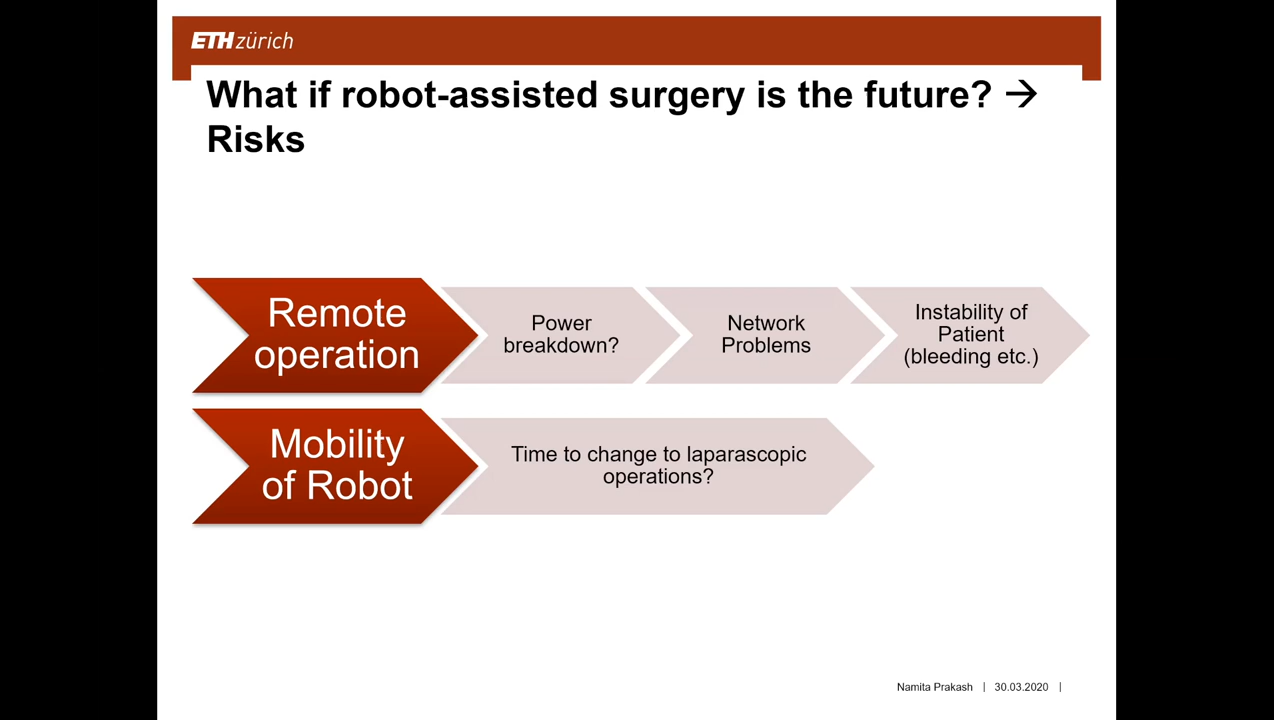 ETH zürich
What if robot-assisted surgery is the future? →
Risks
Remote
operation
Power
breakdown?
Network
Problems
Instability of
Patient
(bleeding etc.)
Mobility
of Robot
Time to change to laparascopic
operations?
Namita Prakash | 30.03.2020 |